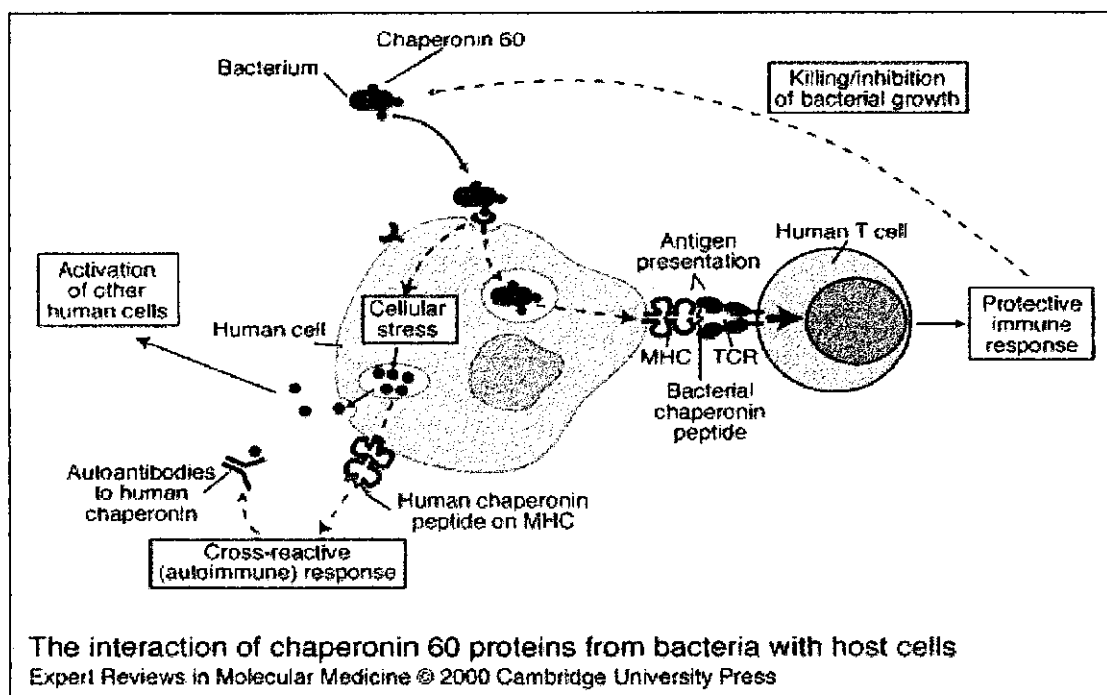 Chaperonin 60
Bacterium
Killing/inhibition
of bacterial growth
Human T cell
Antigen
presentation
Activation
of other
human cells
Cellular
stress
Human cell
Protective
immune
response
MHC
TCR
Bacterial
chaperonin
peptide
Autoantibodies
to human
chaperonin
Human chaperonin
peptide on MHC
Cross-reactive
(autoimmune) response
The interaction of chaperonin 60 proteins from bacteria with host cells
Expert Reviews in Molecular Medicine © 2000 Cambridge University Press